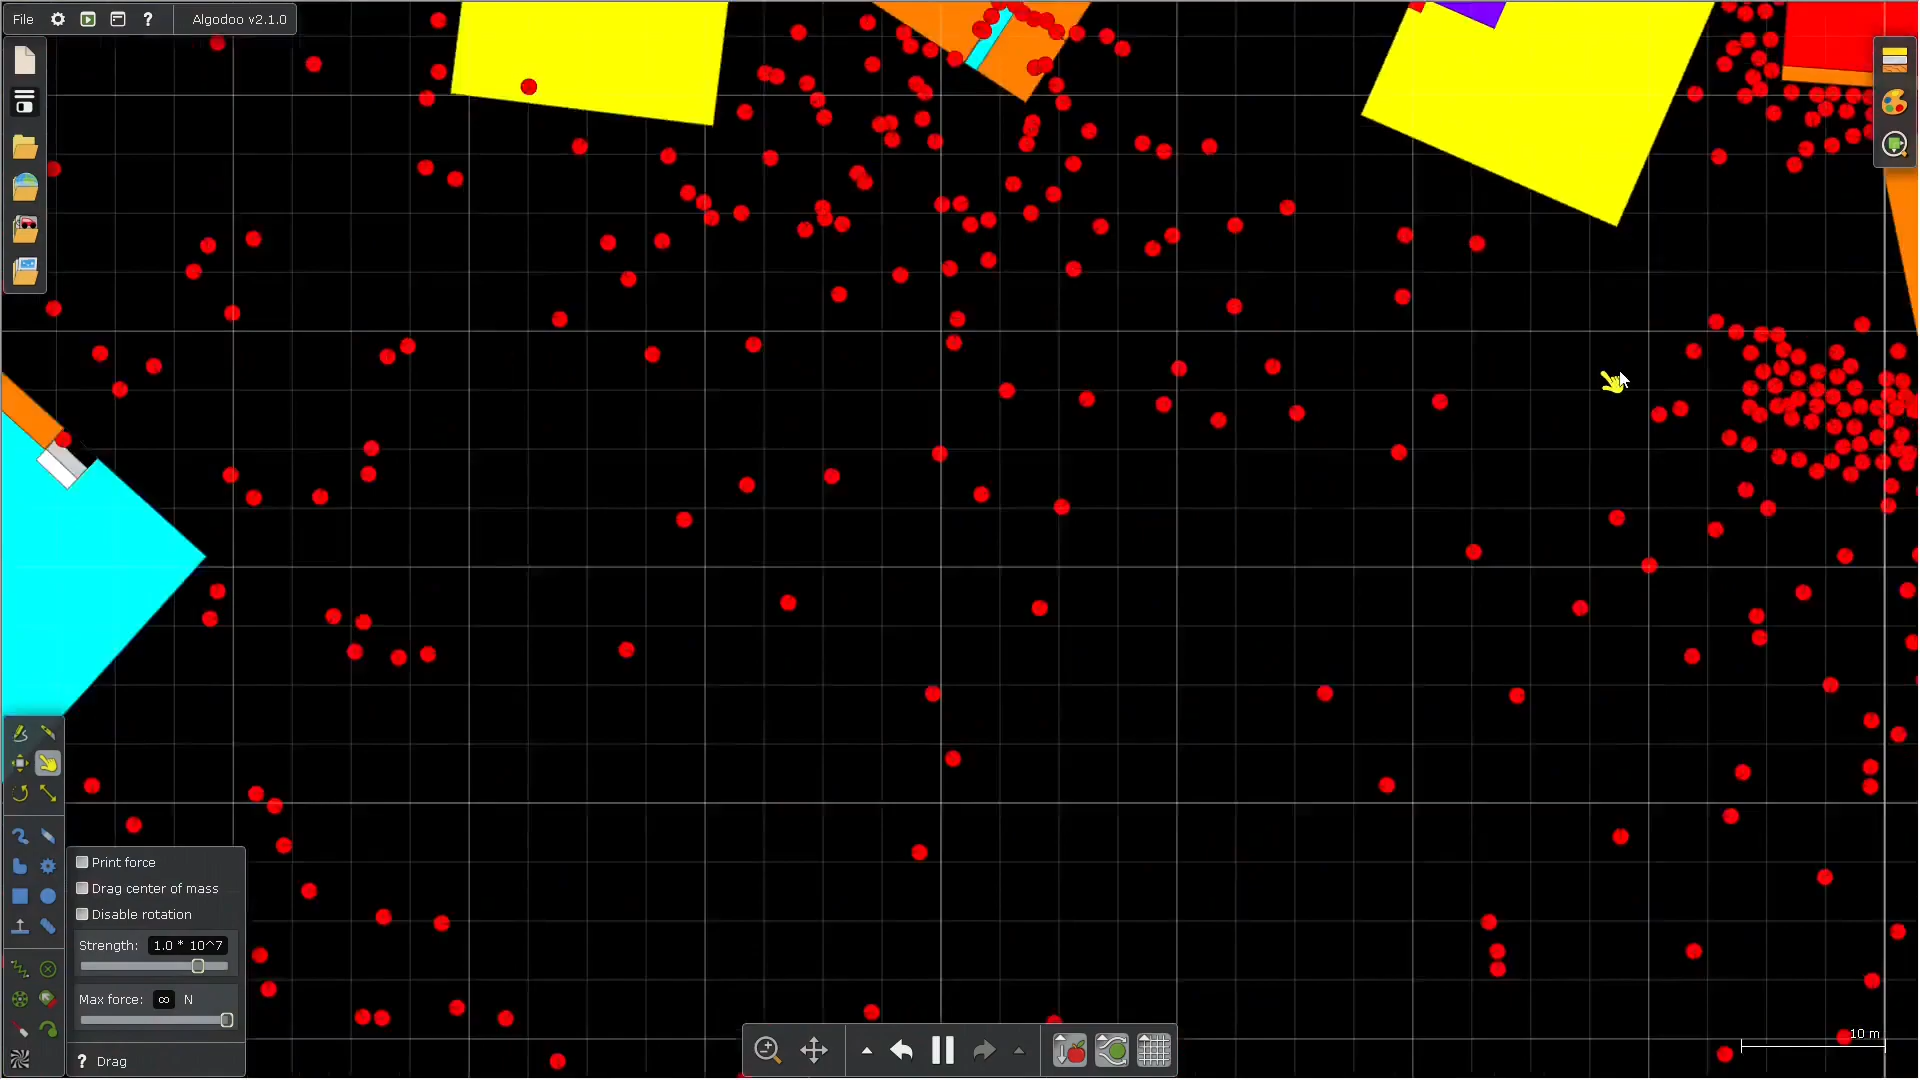 File ? Algodoo v2.1.0
Print force
Drag center of mass
Disable rotation
Strength: 1.0 * 10^7
Max force: ∞ N
? Drag
10 m